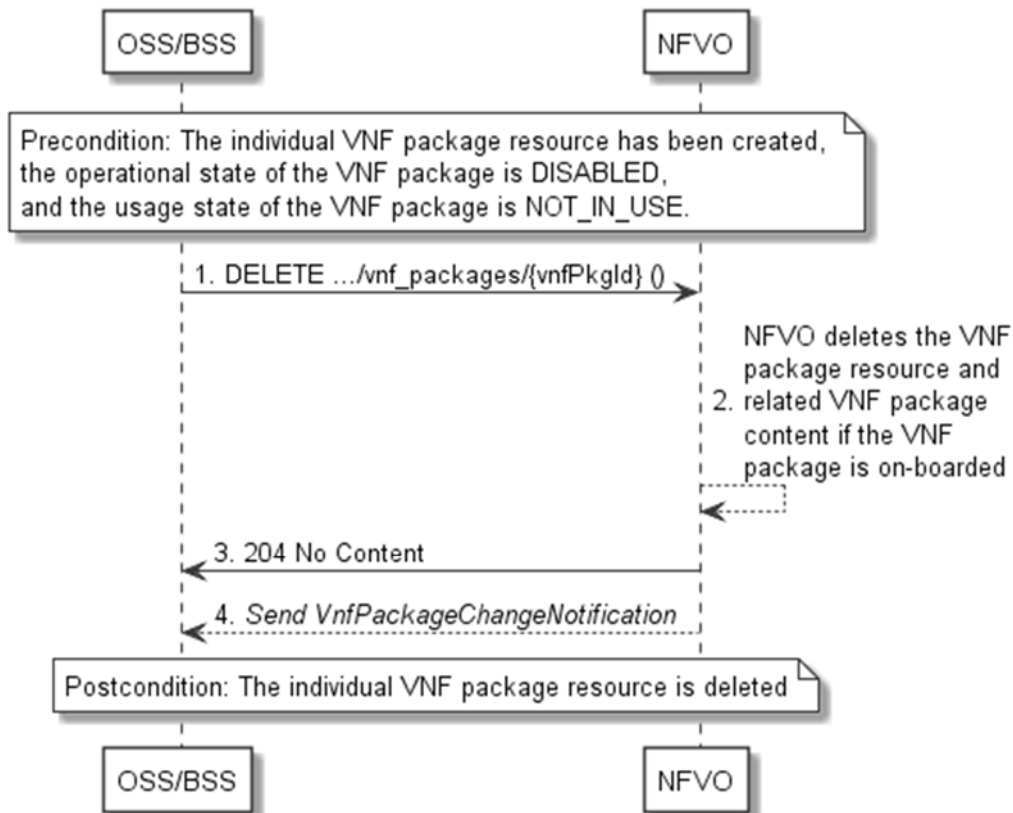 OSS/BSS
NFVO
Precondition: The individual VNF package resource has been created,
the operational state of the VNF package is DISABLED,
and the usage state of the VNF package is NOT_IN_USE.
1. DELETE .../vnf_packages/{vnfPkgId} ()
NFVO deletes the VNF
package resource and
2. related VNF package
content if the VNF
package is on-boarded
3. 204 No Content
4. Send VnfPackageChangeNotification
Postcondition: The individual VNF package resource is deleted
OSS/BSS
NFVO